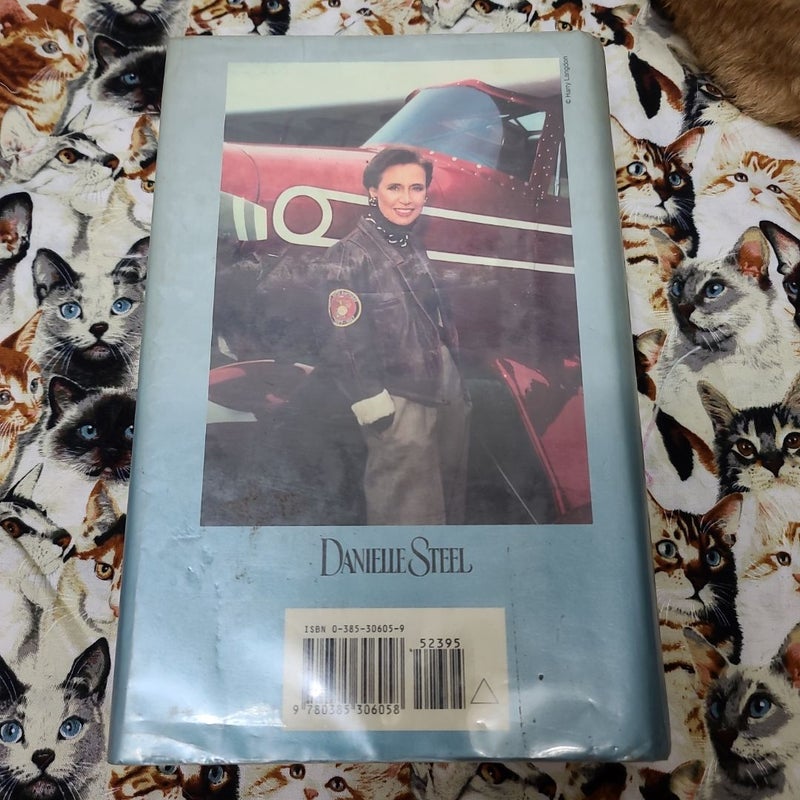 © Harry Langdon
DANIELLE STEEL
ISBN 0-385-30605-9
52395
9 780385 306058